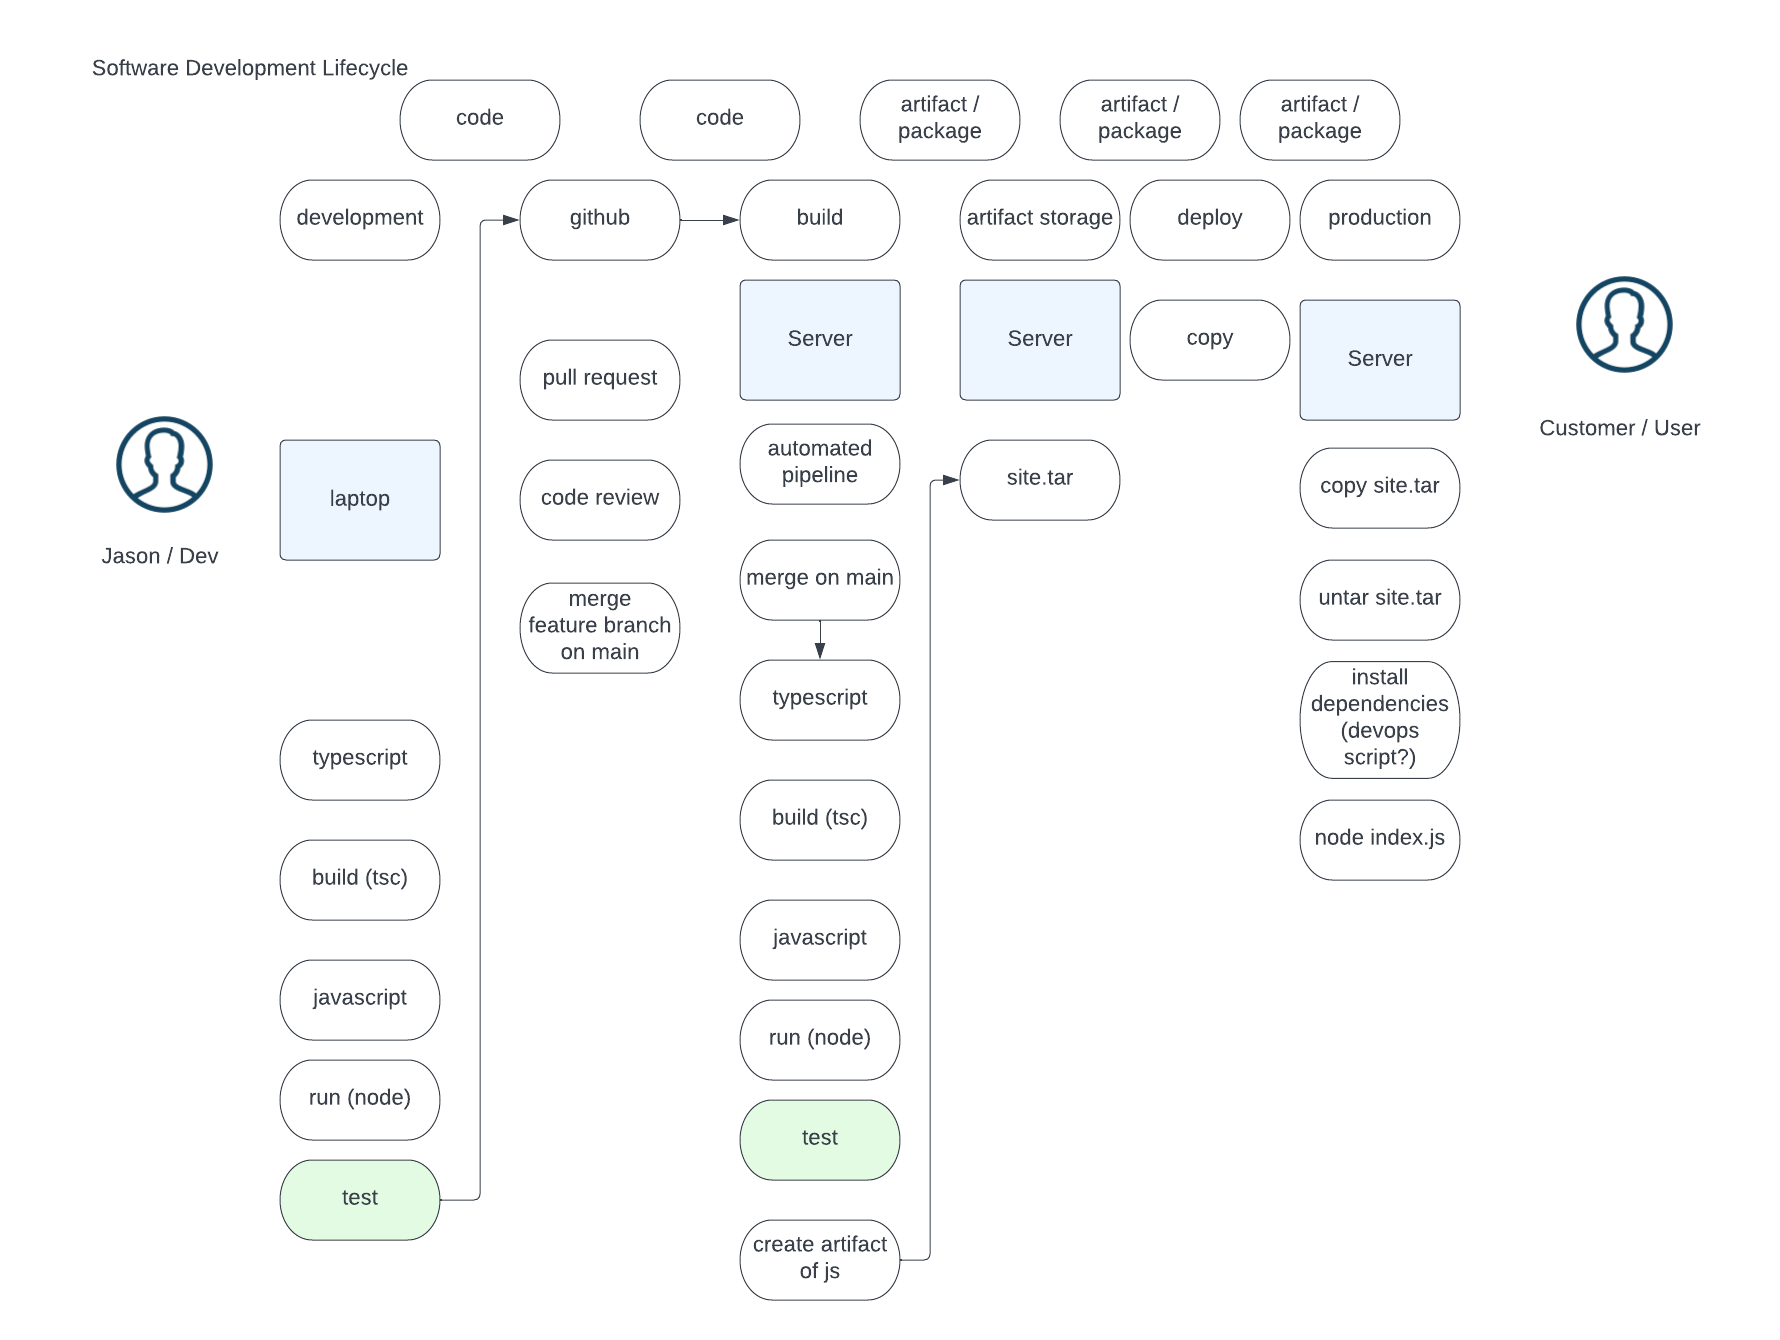 Software Development Lifecycle
code
code
artifact /
package
artifact /
package
artifact /
package
development
github
build
artifact storage
deploy
production
Server
Server
copy
Server
pull request
Customer / User
automated
pipeline
site.tar
copy site.tar
laptop
code review
Jason / Dev
merge on main
untar site.tar
merge
feature branch
on main
typescript
install
dependencies
(devops
script?)
typescript
build (tsc)
node index.js
build (tsc)
javascript
javascript
run (node)
run (node)
test
test
create artifact
of js